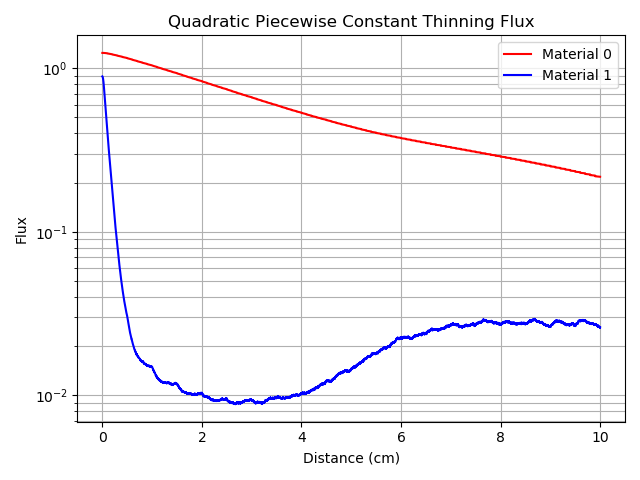 Quadratic Piecewise Constant Thinning Flux
Material 0
Material 1
Flux
10^0
10^-1
10^-2
0 2 4 6 8 10
Distance (cm)